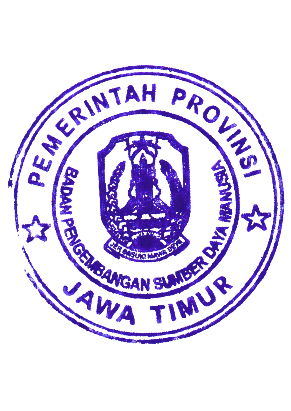 PEMERINTAH PROVINSI
BADAN PENGEMBANGAN SUMBER DAYA MANUSIA
JAWA TIMUR